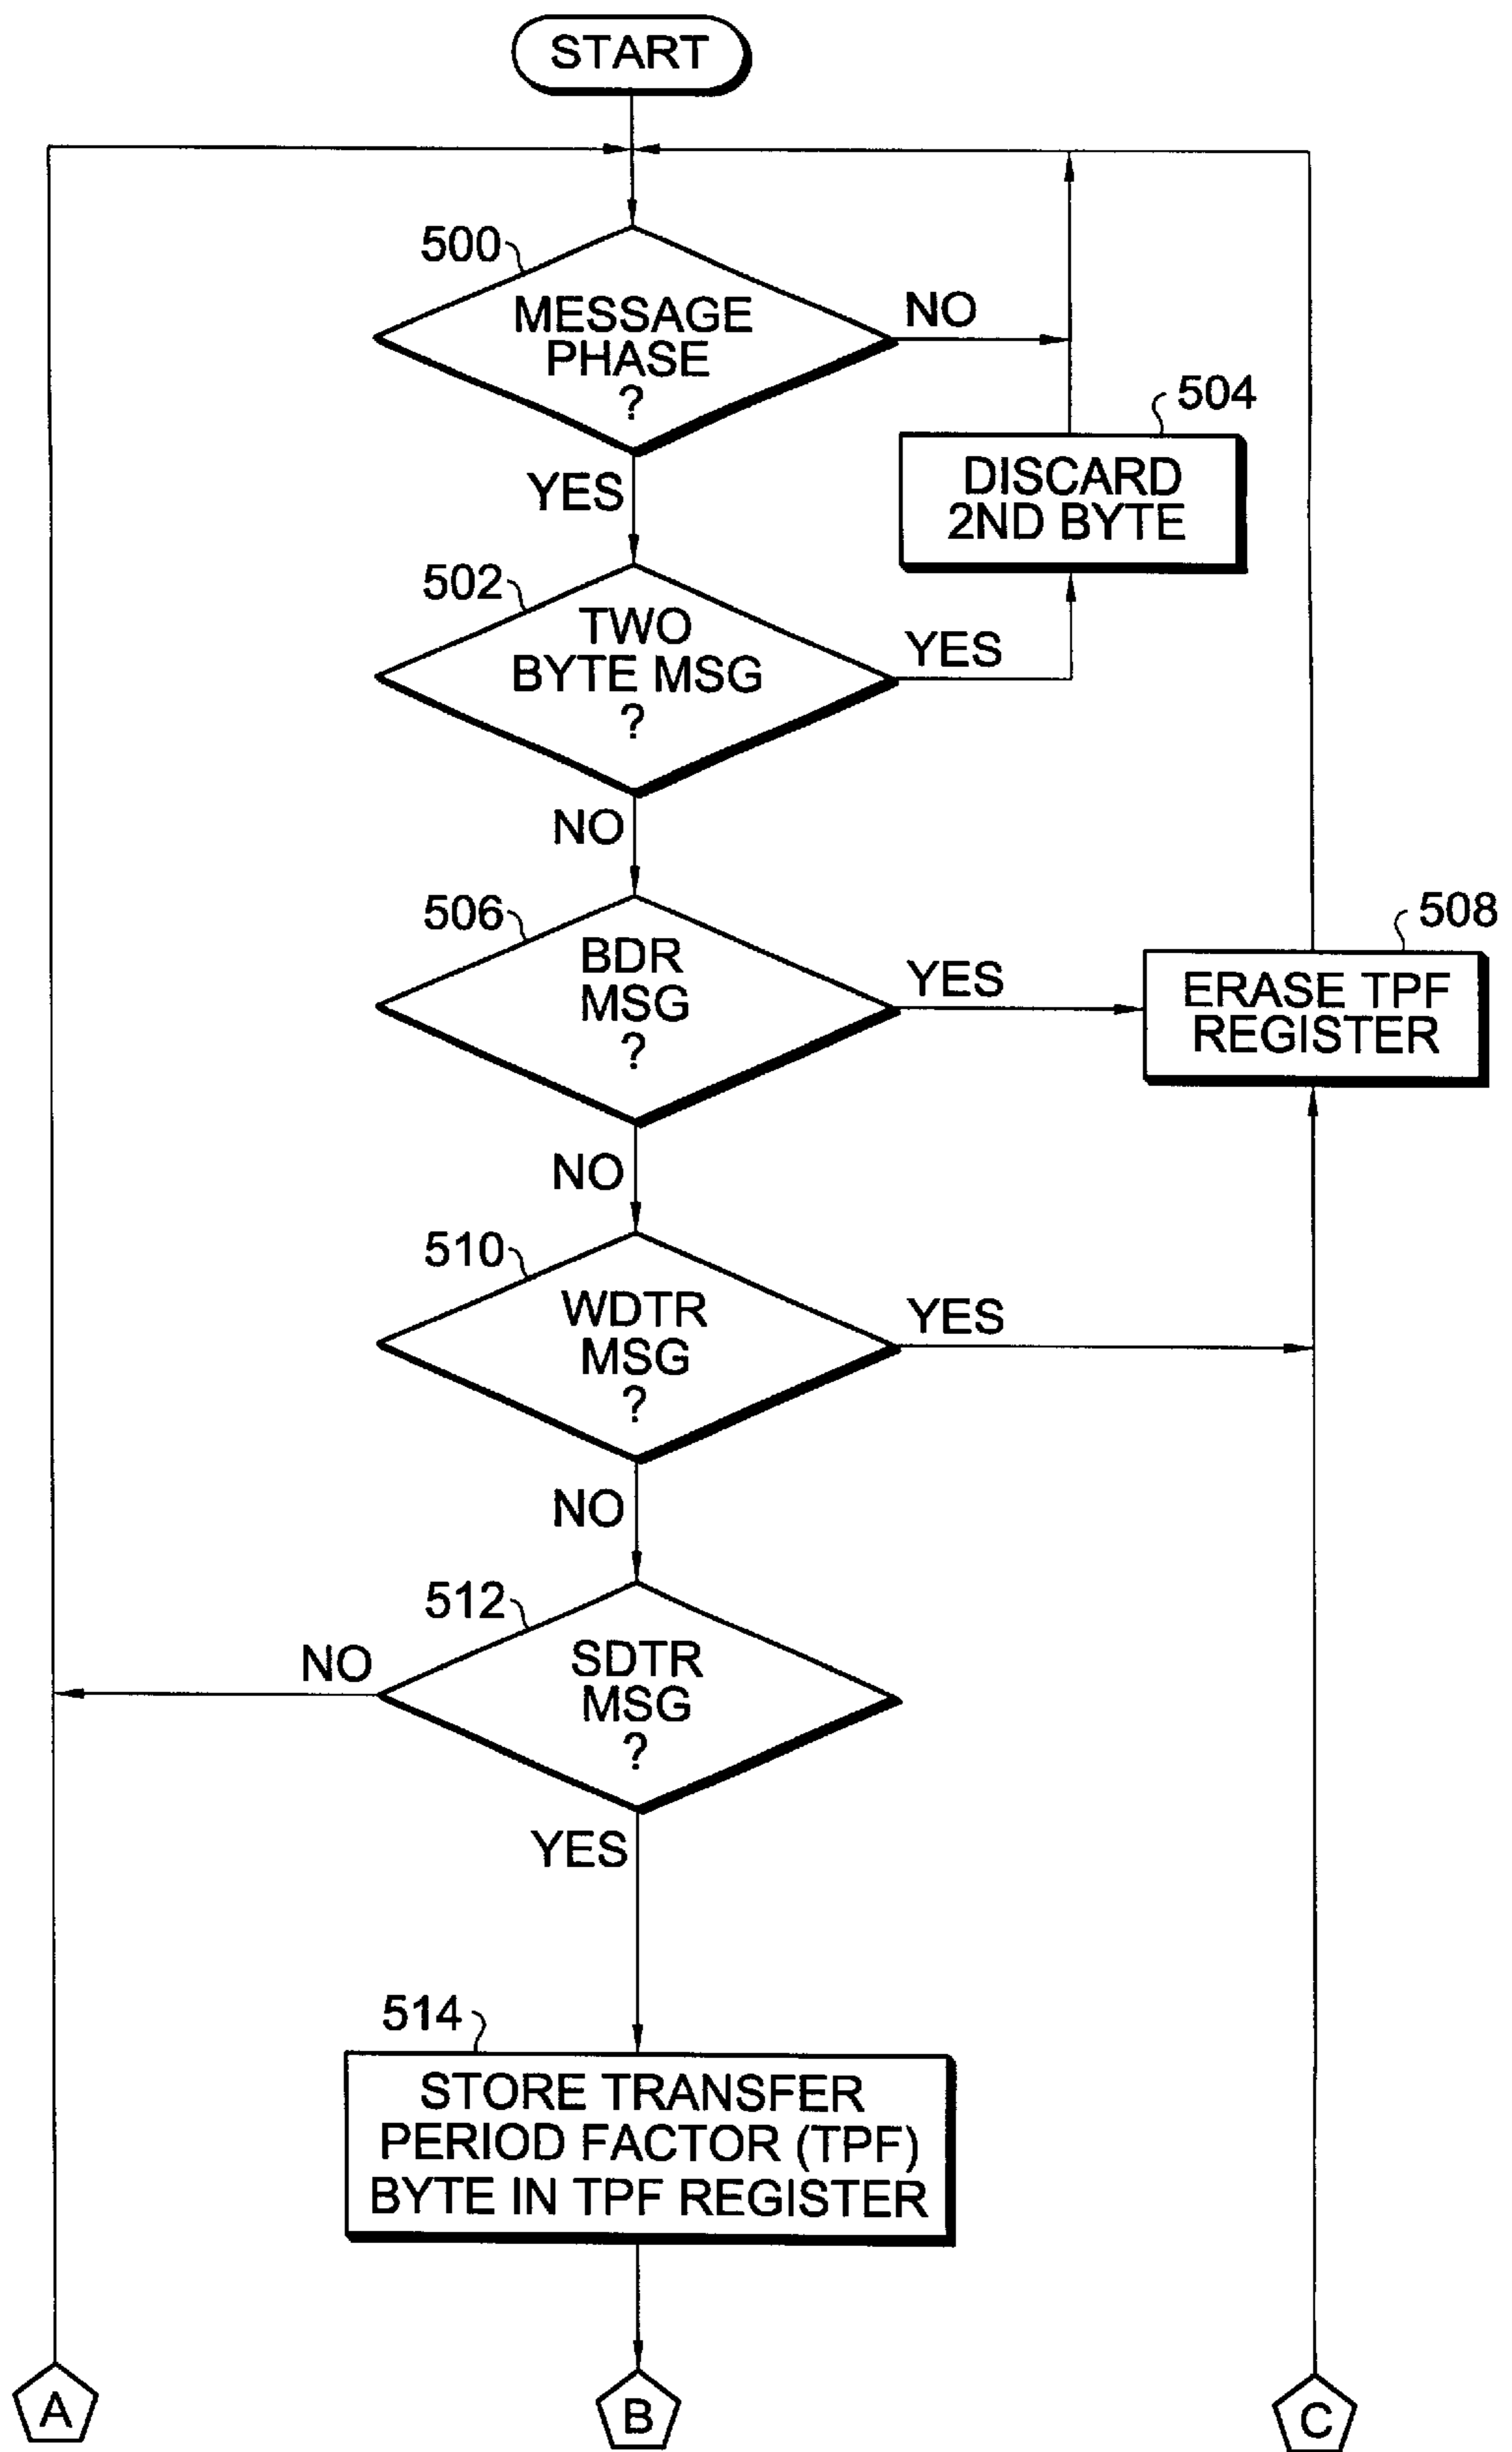 START
500
MESSAGE
PHASE
?
NO
YES
504
DISCARD
2ND BYTE
502
TWO
BYTE MSG
?
YES
NO
506
BDR
MSG
?
YES
508
ERASE TPF
REGISTER
NO
510
WDTR
MSG
?
YES
NO
512
SDTR
MSG
?
NO
YES
514
STORE TRANSFER
PERIOD FACTOR (TPF)
BYTE IN TPF REGISTER
A
B
C